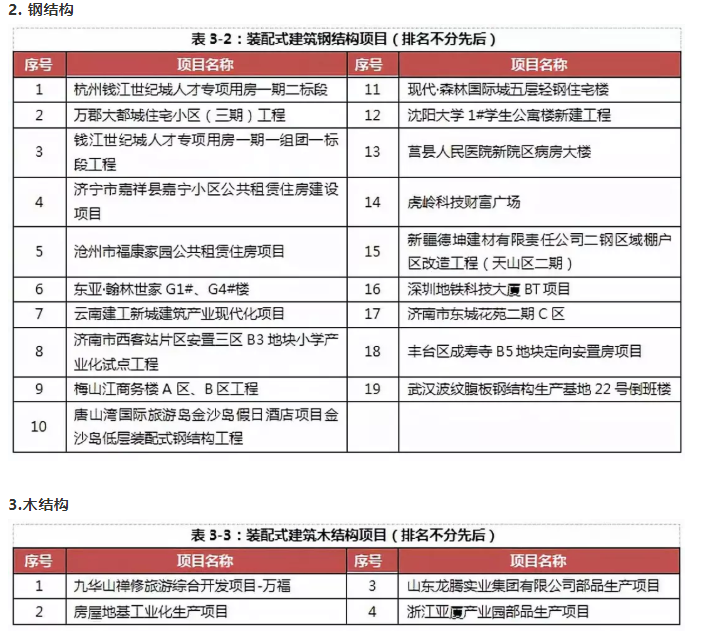 2. 钢结构
表 3-2：装配式建筑钢结构项目（排名不分先后）
序号 项目名称 序号 项目名称
1 杭州钱江世纪城人才专项用房一期二标段 11 现代·森林国际城五层轻钢住宅楼
2 万郡大都城住宅小区（三期）工程 12 沈阳大学 1#学生公寓楼新建工程
3 钱江世纪城人才专项用房一期一组团一标
段工程 13 莒县人民医院新院区病房大楼
4 济宁市嘉祥县嘉宁小区公共租赁住房建设
项目 14 虎岭科技财富广场
5 沧州市福康家园公共租赁住房项目 15 新疆德坤建材有限责任公司二钢区域棚户
区改造工程（天山区二期）
6 东亚·翰林世家 G1#、G4#楼 16 深圳地铁科技大厦 BT 项目
7 云南建工新城建筑产业现代化项目 17 济南市东城花苑二期 C 区
8 济南市西客站片区安置三区 B3 地块小学产
业化试点工程 18 丰台区成寿寺 B5 地块定向安置房项目
9 梅山江商务楼 A 区、B 区工程 19 武汉波纹腹板钢结构生产基地 22 号倒班楼
10 唐山湾国际旅游岛金沙岛假日酒店项目金
沙岛低层装配式钢结构工程
3.木结构
表 3-3：装配式建筑木结构项目（排名不分先后）
序号 项目名称 序号 项目名称
1 九华山禅修旅游综合开发项目-万福 3 山东龙腾实业集团有限公司部品生产项目
2 房屋地基工业化生产项目 4 浙江亚厦产业园部品生产项目